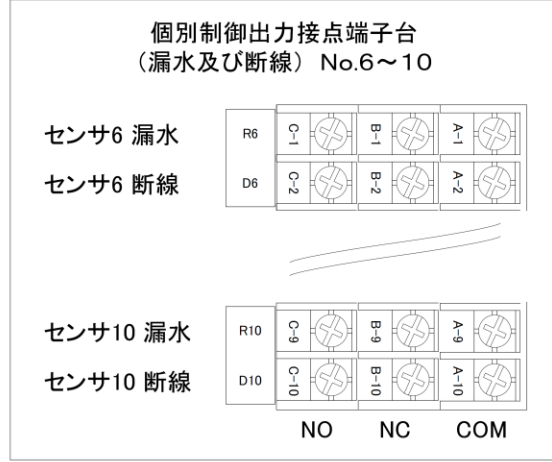 個別制御出力接点端子台
（漏水及び断線） No.6～10
センサ6 漏水 R6 C-1 B-1 A-1
センサ6 断線 D6 C-2 B-2 A-2
センサ10 漏水 R10 C-9 B-9 A-9
センサ10 断線 D10 C-10 B-10 A-10
NO NC COM